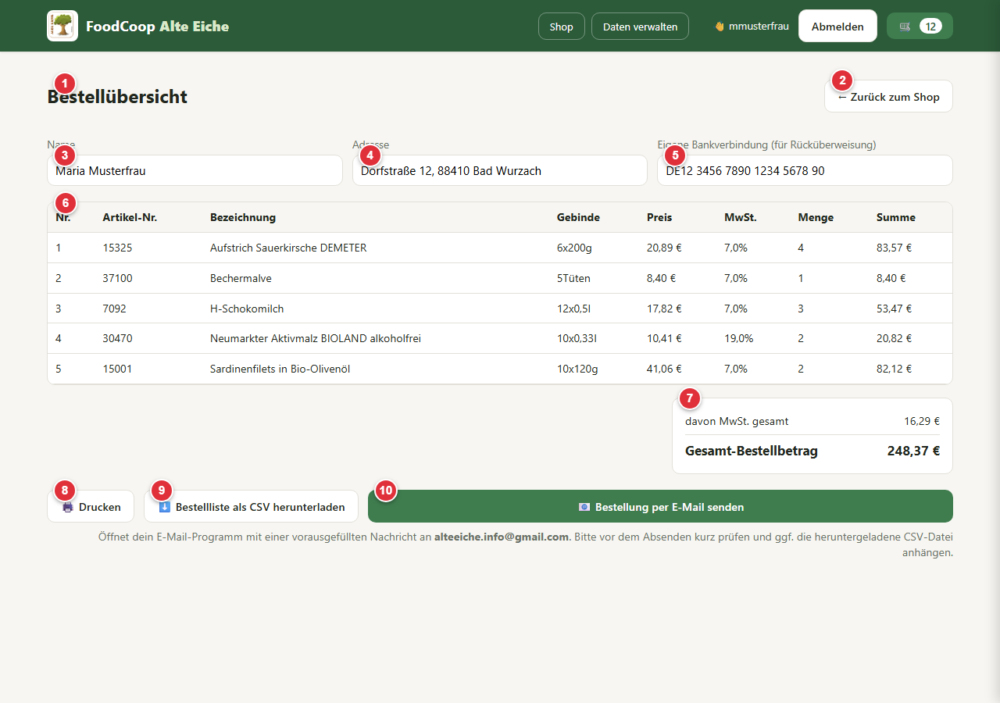 FoodCoop Alte Eiche
Shop
Daten verwalten
👋 mmusterfrau
Abmelden
12
1
Bestellübersicht
2
← Zurück zum Shop
Name
Adresse
Eigene Bankverbindung (für Rücküberweisung)
3
4
5
Maria Musterfrau
Dorfstraße 12, 88410 Bad Wurzach
DE12 3456 7890 1234 5678 90
6
Nr. Artikel-Nr. Bezeichnung Gebinde Preis MwSt. Menge Summe
1 15325 Aufstrich Sauerkirsche DEMETER 6x200g 20,89 € 7,0% 4 83,57 €
2 37100 Bechermalve 5Tüten 8,40 € 7,0% 1 8,40 €
3 7092 H-Schokomilch 12x0,5l 17,82 € 7,0% 3 53,47 €
4 30470 Neumarkter Aktivmalz BIOLAND alkoholfrei 10x0,33l 10,41 € 19,0% 2 20,82 €
5 15001 Sardinenfilets in Bio-Olivenöl 10x120g 41,06 € 7,0% 2 82,12 €
7
davon MwSt. gesamt 16,29 €
Gesamt-Bestellbetrag 248,37 €
8
9
10
Drucken
Bestellliste als CSV herunterladen
Bestellung per E-Mail senden
Öffnet dein E-Mail-Programm mit einer vorausgefüllten Nachricht an alteeiche.info@gmail.com. Bitte vor dem Absenden kurz prüfen und ggf. die heruntergeladene CSV-Datei
anhängen.